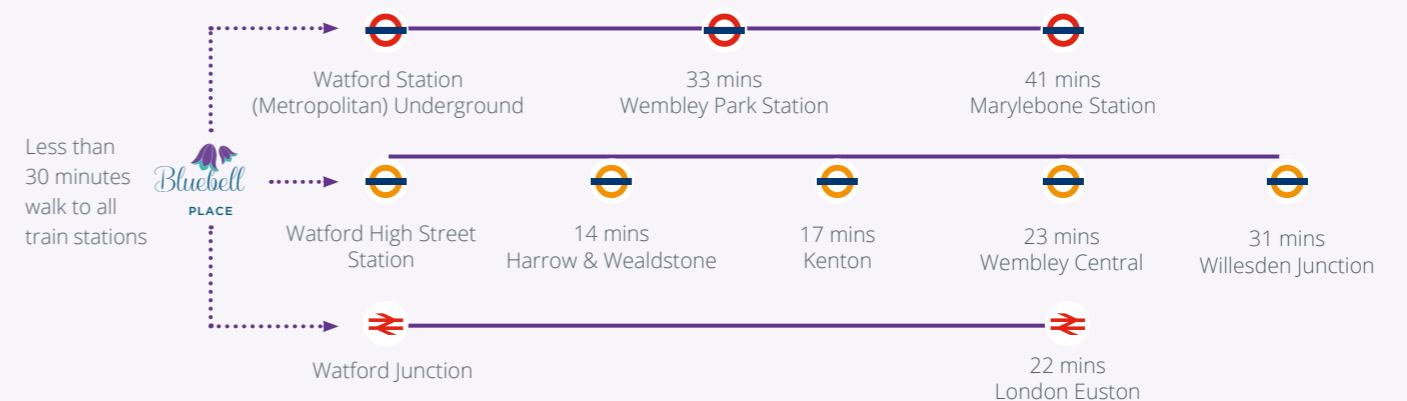 Watford Station
(Metropolitan) Underground
33 mins
Wembley Park Station
41 mins
Marylebone Station
Less than
30 minutes
walk to all
train stations
Bluebell
PLACE
Watford High Street
Station
14 mins
Harrow & Wealdstone
17 mins
Kenton
23 mins
Wembley Central
31 mins
Willesden Junction
Watford Junction
22 mins
London Euston